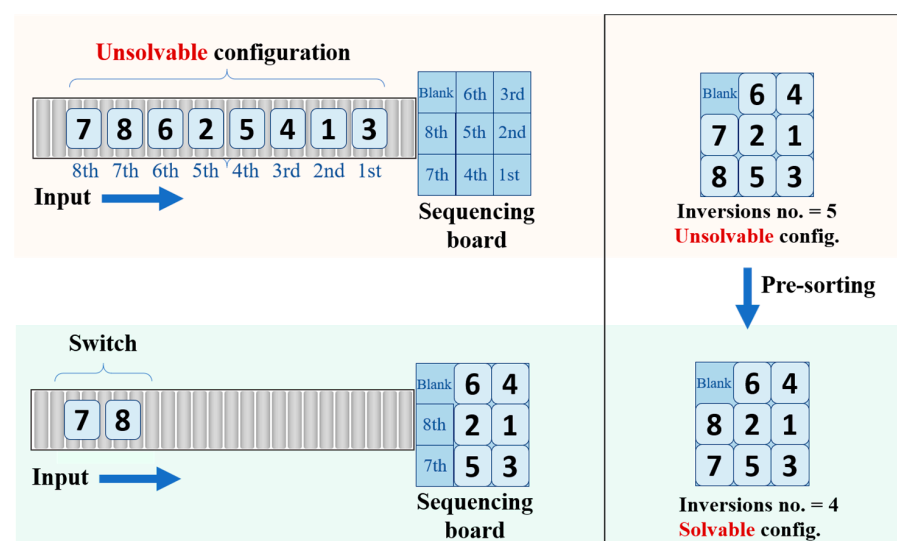 Unsolvable configuration
7 8 6 2 5 4 1 3
8th 7th 6th 5th 4th 3rd 2nd 1st
Input
Blank 6th 3rd
8th 5th 2nd
7th 4th 1st
Sequencing
board
Blank 6 4
7 2 1
8 5 3
Inversions no. = 5
Unsolvable config.
Pre-sorting
Switch
7 8
Input
Blank 6 4
8th 2 1
7th 5 3
Sequencing
board
Blank 6 4
8 2 1
7 5 3
Inversions no. = 4
Solvable config.